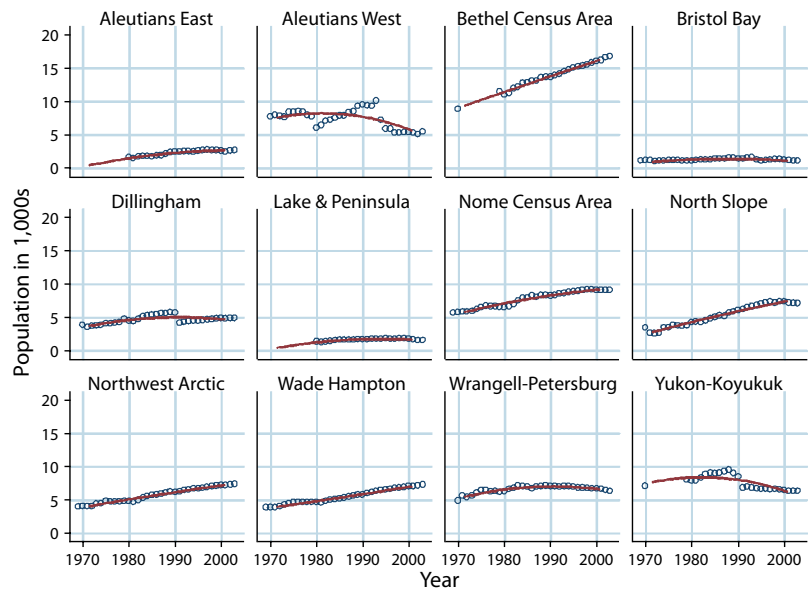 Aleutians East
Aleutians West
Bethel Census Area
Bristol Bay
20
15
10
5
0
Dillingham
Lake & Peninsula
Nome Census Area
North Slope
20
15
10
5
0
Population in 1,000s
Northwest Arctic
Wade Hampton
Wrangell-Petersburg
Yukon-Koyukuk
20
15
10
5
0
1970 1980 1990 2000 1970 1980 1990 2000 1970 1980 1990 2000 1970 1980 1990 2000
Year